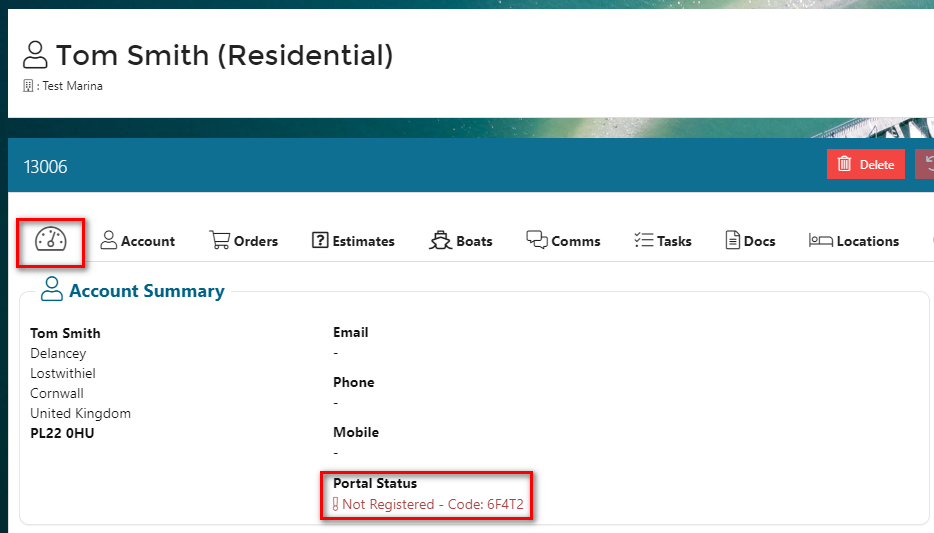 Tom Smith (Residential)
: Test Marina
13006
Delete
Account Orders Estimates Boats Comms Tasks Docs Locations
Account Summary
Tom Smith
Delancey
Lostwithiel
Cornwall
United Kingdom
PL22 0HU
Email
-
Phone
-
Mobile
-
Portal Status
Not Registered - Code: 6F4T2